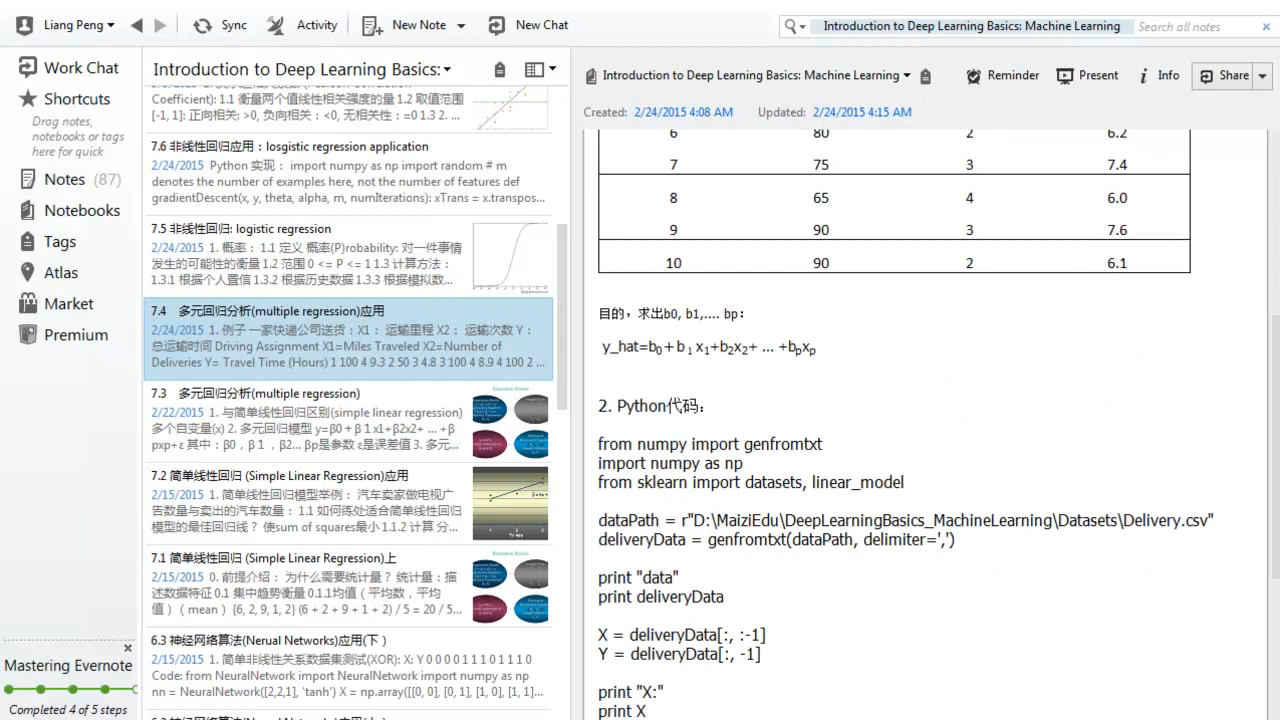 Liang Peng
Sync
Activity
New Note
New Chat
Introduction to Deep Learning Basics: Machine Learning
Search all notes
Work Chat
Shortcuts
Drag notes,
notebooks or tags
here for quick
Notes (87)
Notebooks
Tags
Atlas
Market
Premium
Mastering Evernote
Completed 4 of 5 steps
Introduction to Deep Learning Basics:
Coefficient): 1.1 衡量两个值线性相关强度的量 1.2 取值范围
[-1, 1]: 正向相关: >0, 负向相关：<0, 无相关性：=0 1.3 2. ...
7.6 非线性回归应用：losgistic regression application
2/24/2015 Python 实现： import numpy as np import random # m
denotes the number of examples here, not the number of features def
gradientDescent(x, y, theta, alpha, m, numIterations): xTrans = x.transpos...
7.5 非线性回归: logistic regression
2/24/2015 1. 概率： 1.1 定义 概率(P)robability: 对一件事情
发生的可能性的衡量 1.2 范围 0 <= P <= 1 1.3 计算方法：
1.3.1 根据个人置信 1.3.2 根据历史数据 1.3.3 根据模拟数...
7.4 多元回归分析(multiple regression)应用
2/24/2015 1. 例子 一家快递公司送货：X1： 运输里程 X2： 运输次数 Y：
总运输时间 Driving Assignment X1=Miles Traveled X2=Number of
Deliveries Y= Travel Time (Hours) 1 100 4 9.3 2 50 3 4.8 3 100 4 8.9 4 100 2 ...
7.3 多元回归分析(multiple regression)
2/22/2015 1. 与简单线性回归区别(simple linear regression)
多个自变量(x) 2. 多元回归模型 y=β0＋β１x1+β2x2+ ... +β
pxp+ε 其中：β0，β１，β2... βp是参数 ε是误差值 3. 多元...
7.2 简单线性回归 (Simple Linear Regression)应用
2/15/2015 1. 简单线性回归模型举例： 汽车卖家做电视广
告数量与卖出的汽车数量： 1.1 如何练处适合简单线性回归
模型的最佳回归线？ 使sum of squares最小 1.1.2 计算 分...
7.1 简单线性回归 (Simple Linear Regression)上
2/15/2015 0. 前提介绍： 为什么需要统计量？ 统计量：描
述数据特征 0.1 集中趋势衡量 0.1.1均值（平均数，平均
值）（mean）{6, 2, 9, 1, 2} (6 + 2 + 9 + 1 + 2) / 5 = 20 / 5...
6.3 神经网络算法(Nerual Networks)应用(下）
2/15/2015 1. 简单非线性关系数据集测试(XOR): X: Y 0 0 0 0 1 1 1 0 1 1 1 0
Code: from NeuralNetwork import NeuralNetwork import numpy as np
nn = NeuralNetwork([2,2,1], 'tanh') X = np.array([[0, 0], [0, 1], [1, 0], [1, 1]...
Introduction to Deep Learning Basics: Machine Learning
Reminder
Present
Info
Share
Created: 2/24/2015 4:08 AM Updated: 2/24/2015 4:15 AM
6 80 2 6.2
7 75 3 7.4
8 65 4 6.0
9 90 3 7.6
10 90 2 6.1
目的，求出b0, b1,.... bp：
y_hat=b0＋b１x1+b2x2+ ... +bpxp
2. Python代码：
from numpy import genfromtxt
import numpy as np
from sklearn import datasets, linear_model
dataPath = r"D:\MaiziEdu\DeepLearningBasics_MachineLearning\Datasets\Delivery.csv"
deliveryData = genfromtxt(dataPath, delimiter=',')
print "data"
print deliveryData
X = deliveryData[:, :-1]
Y = deliveryData[:, -1]
print "X:"
print X